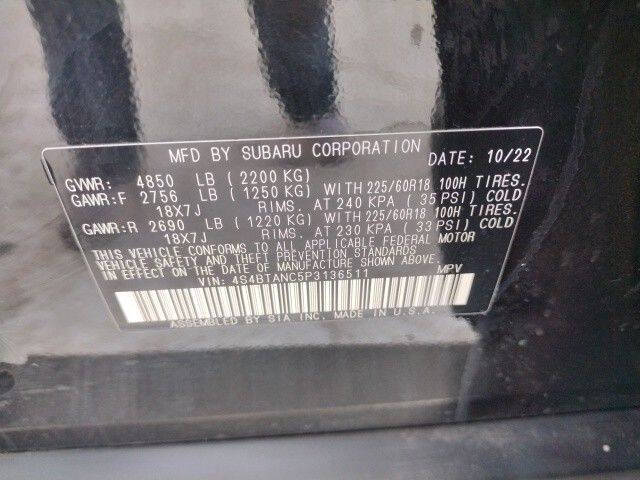 MFD BY SUBARU CORPORATION DATE: 10/22
GVWR: 4850 LB (2200 KG)
GAWR:F 2756 LB (1250 KG) WITH 225/60R18 100H TIRES.
18X7J RIMS. AT 240 KPA (35 PSI) COLD
GAWR:R 2690 LB (1220 KG) WITH 225/60R18 100H TIRES.
18X7J RIMS. AT 230 KPA (33 PSI) COLD
THIS VEHICLE CONFORMS TO ALL APPLICABLE FEDERAL MOTOR
VEHICLE SAFETY STANDARDS IN EFFECT ON THE DATE
OF MANUFACTURE SHOWN ABOVE.
VIN: 4S4BTANC5P3136511 MPV
ASSEMBLED BY SIA INC. MADE IN U.S.A.